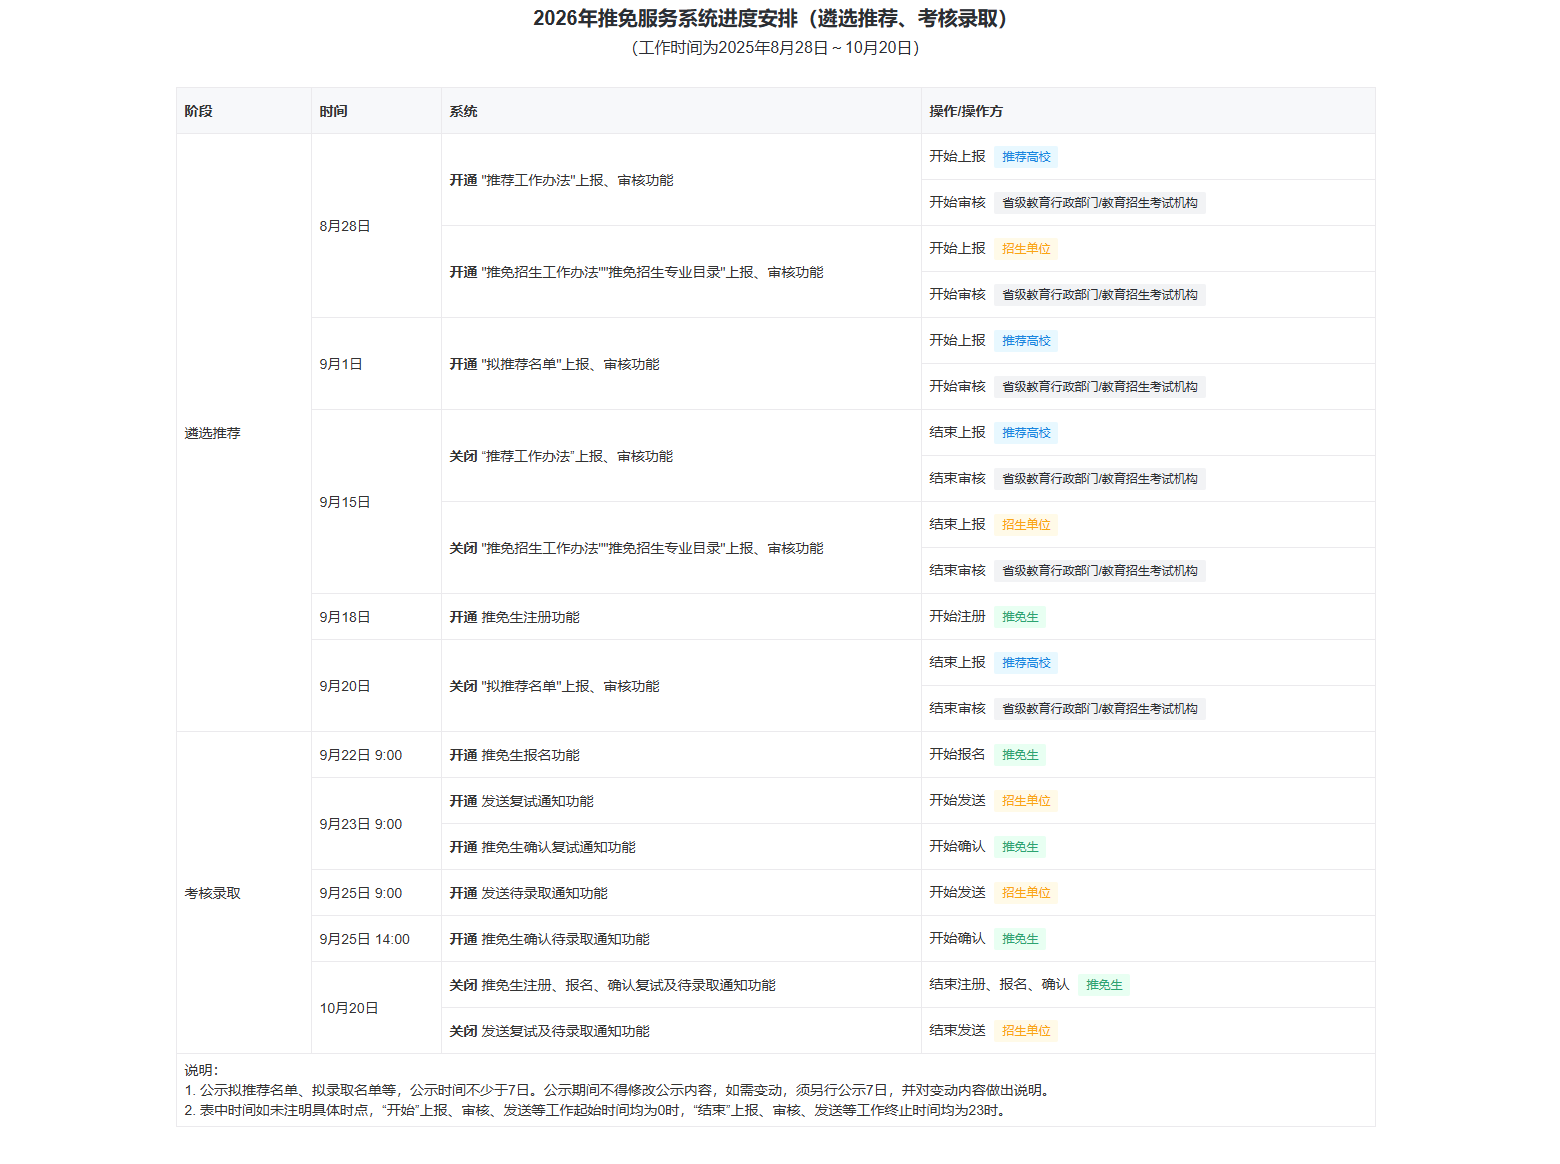 2026年推免服务系统进度安排（遴选推荐、考核录取）
（工作时间为2025年8月28日～10月20日）
阶段 时间 系统 操作/操作方
遴选推荐
8月28日
开通 "推荐工作办法"上报、审核功能
开始上报 推荐高校
开始审核 省级教育行政部门/教育招生考试机构
开通 "推免招生工作办法""推免招生专业目录"上报、审核功能
开始上报 招生单位
开始审核 省级教育行政部门/教育招生考试机构
9月1日
开通 "拟推荐名单"上报、审核功能
开始上报 推荐高校
开始审核 省级教育行政部门/教育招生考试机构
9月15日
关闭 “推荐工作办法”上报、审核功能
结束上报 推荐高校
结束审核 省级教育行政部门/教育招生考试机构
关闭 "推免招生工作办法""推免招生专业目录"上报、审核功能
结束上报 招生单位
结束审核 省级教育行政部门/教育招生考试机构
9月18日 开通 推免生注册功能 开始注册 推免生
9月20日
关闭 "拟推荐名单"上报、审核功能
结束上报 推荐高校
结束审核 省级教育行政部门/教育招生考试机构
考核录取
9月22日 9:00 开通 推免生报名功能 开始报名 推免生
9月23日 9:00
开通 发送复试通知功能 开始发送 招生单位
开通 推免生确认复试通知功能 开始确认 推免生
9月25日 9:00 开通 发送待录取通知功能 开始发送 招生单位
9月25日 14:00 开通 推免生确认待录取通知功能 开始确认 推免生
10月20日
关闭 推免生注册、报名、确认复试及待录取通知功能 结束注册、报名、确认 推免生
关闭 发送复试及待录取通知功能 结束发送 招生单位
说明：
1. 公示拟推荐名单、拟录取名单等，公示时间不少于7日。公示期间不得修改公示内容，如需变动，须另行公示7日，并对变动内容做出说明。
2. 表中时间如未注明具体时点，“开始”上报、审核、发送等工作起始时间均为0时，“结束”上报、审核、发送等工作终止时间均为23时。